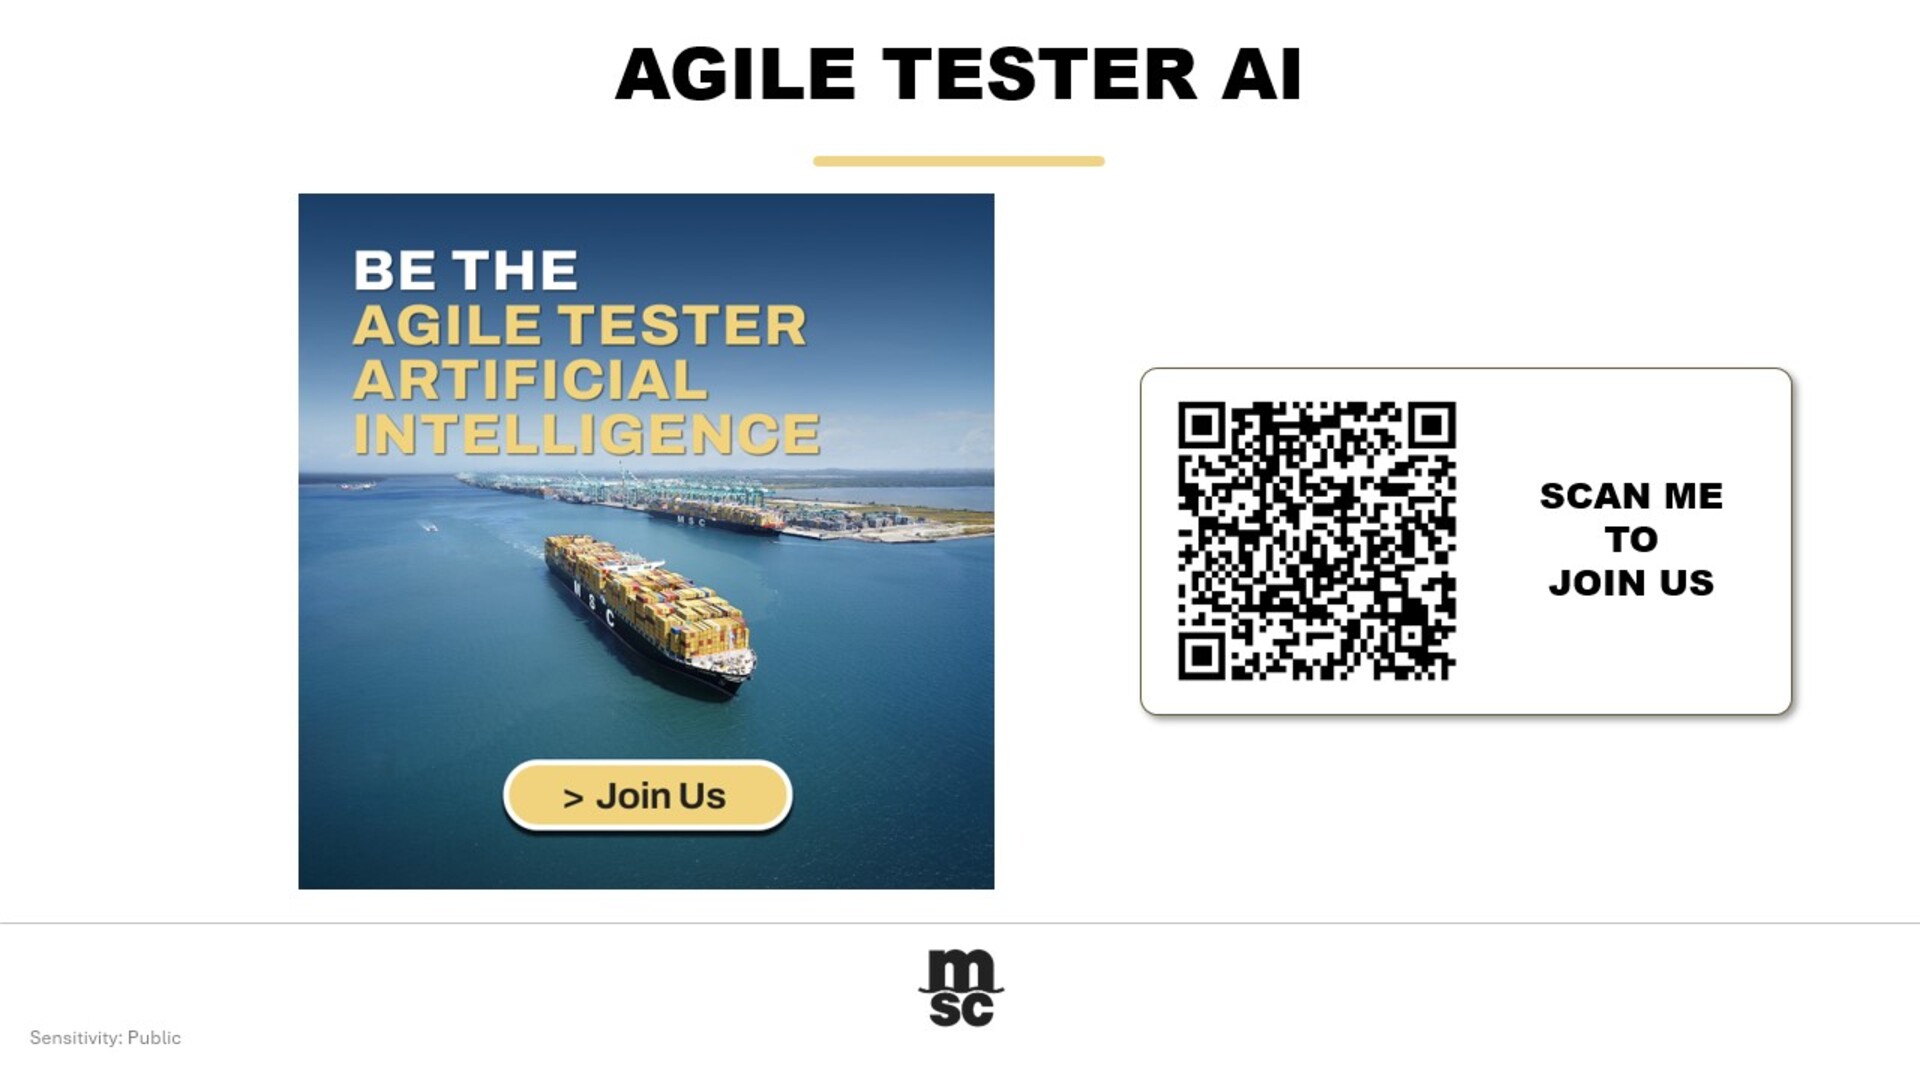 AGILE TESTER AI
BE THE
AGILE TESTER
ARTIFICIAL
INTELLIGENCE
MSC
MSC
> Join Us
SCAN ME
TO
JOIN US
msc
Sensitivity: Public